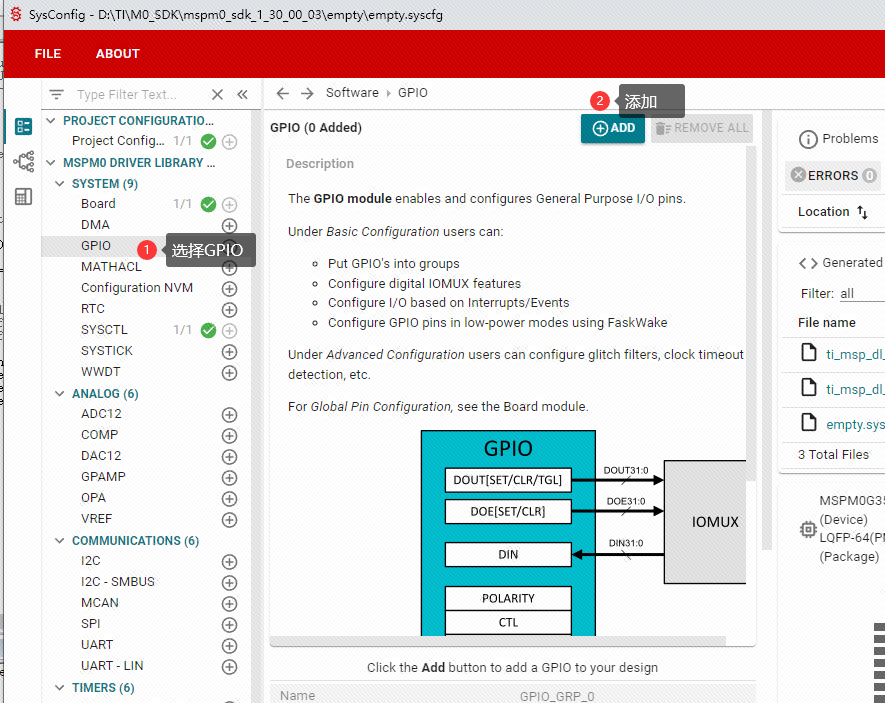 SysConfig - D:\TI\M0_SDK\mspm0_sdk_1_30_00_03\empty\empty.syscfg
FILE ABOUT
Type Filter Text...
Software › GPIO
2 添加
GPIO (0 Added)
ADD
REMOVE ALL
PROJECT CONFIGURATIO...
Project Config... 1/1
MSPM0 DRIVER LIBRARY ...
SYSTEM (9)
Board 1/1
DMA
GPIO
1 选择GPIO
MATHACL
Configuration NVM
RTC
SYSCTL 1/1
SYSTICK
WWDT
ANALOG (6)
ADC12
COMP
DAC12
GPAMP
OPA
VREF
COMMUNICATIONS (6)
I2C
I2C - SMBUS
MCAN
SPI
UART
UART - LIN
TIMERS (6)
Description
The GPIO module enables and configures General Purpose I/O pins.
Under Basic Configuration users can:
Put GPIO's into groups
Configure digital IOMUX features
Configure I/O based on Interrupts/Events
Configure GPIO pins in low-power modes using FaskWake
Under Advanced Configuration users can configure glitch filters, clock timeout
detection, etc.
For Global Pin Configuration, see the Board module.
GPIO
DOUT[SET/CLR/TGL]
DOUT31:0
DOE[SET/CLR]
DOE31:0
IOMUX
DIN
DIN31:0
POLARITY
CTL
Click the Add button to add a GPIO to your design
Name GPIO_GRP_0
Problems
ERRORS 0
Location
Generated
Filter: all
File name
ti_msp_dl_
ti_msp_dl_
empty.sys
3 Total Files
MSPM0G35
(Device)
LQFP-64(PM
(Package)